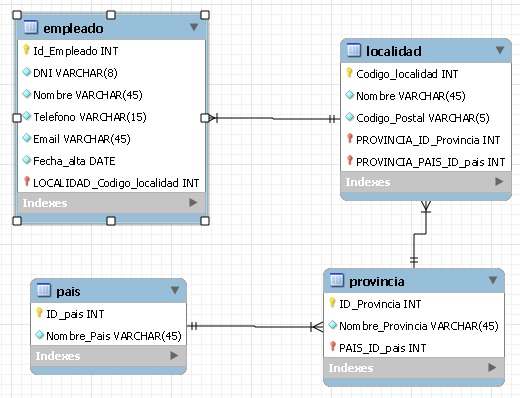 empleado
Id_Empleado INT
DNI VARCHAR(8)
Nombre VARCHAR(45)
Telefono VARCHAR(15)
Email VARCHAR(45)
Fecha_alta DATE
LOCALIDAD_Codigo_localidad INT
Indexes
localidad
Codigo_localidad INT
Nombre VARCHAR(45)
Codigo_Postal VARCHAR(5)
PROVINCIA_ID_Provincia INT
PROVINCIA_PAIS_ID_pais INT
Indexes
pais
ID_pais INT
Nombre_Pais VARCHAR(45)
Indexes
provincia
ID_Provincia INT
Nombre_Provincia VARCHAR(45)
PAIS_ID_pais INT
Indexes